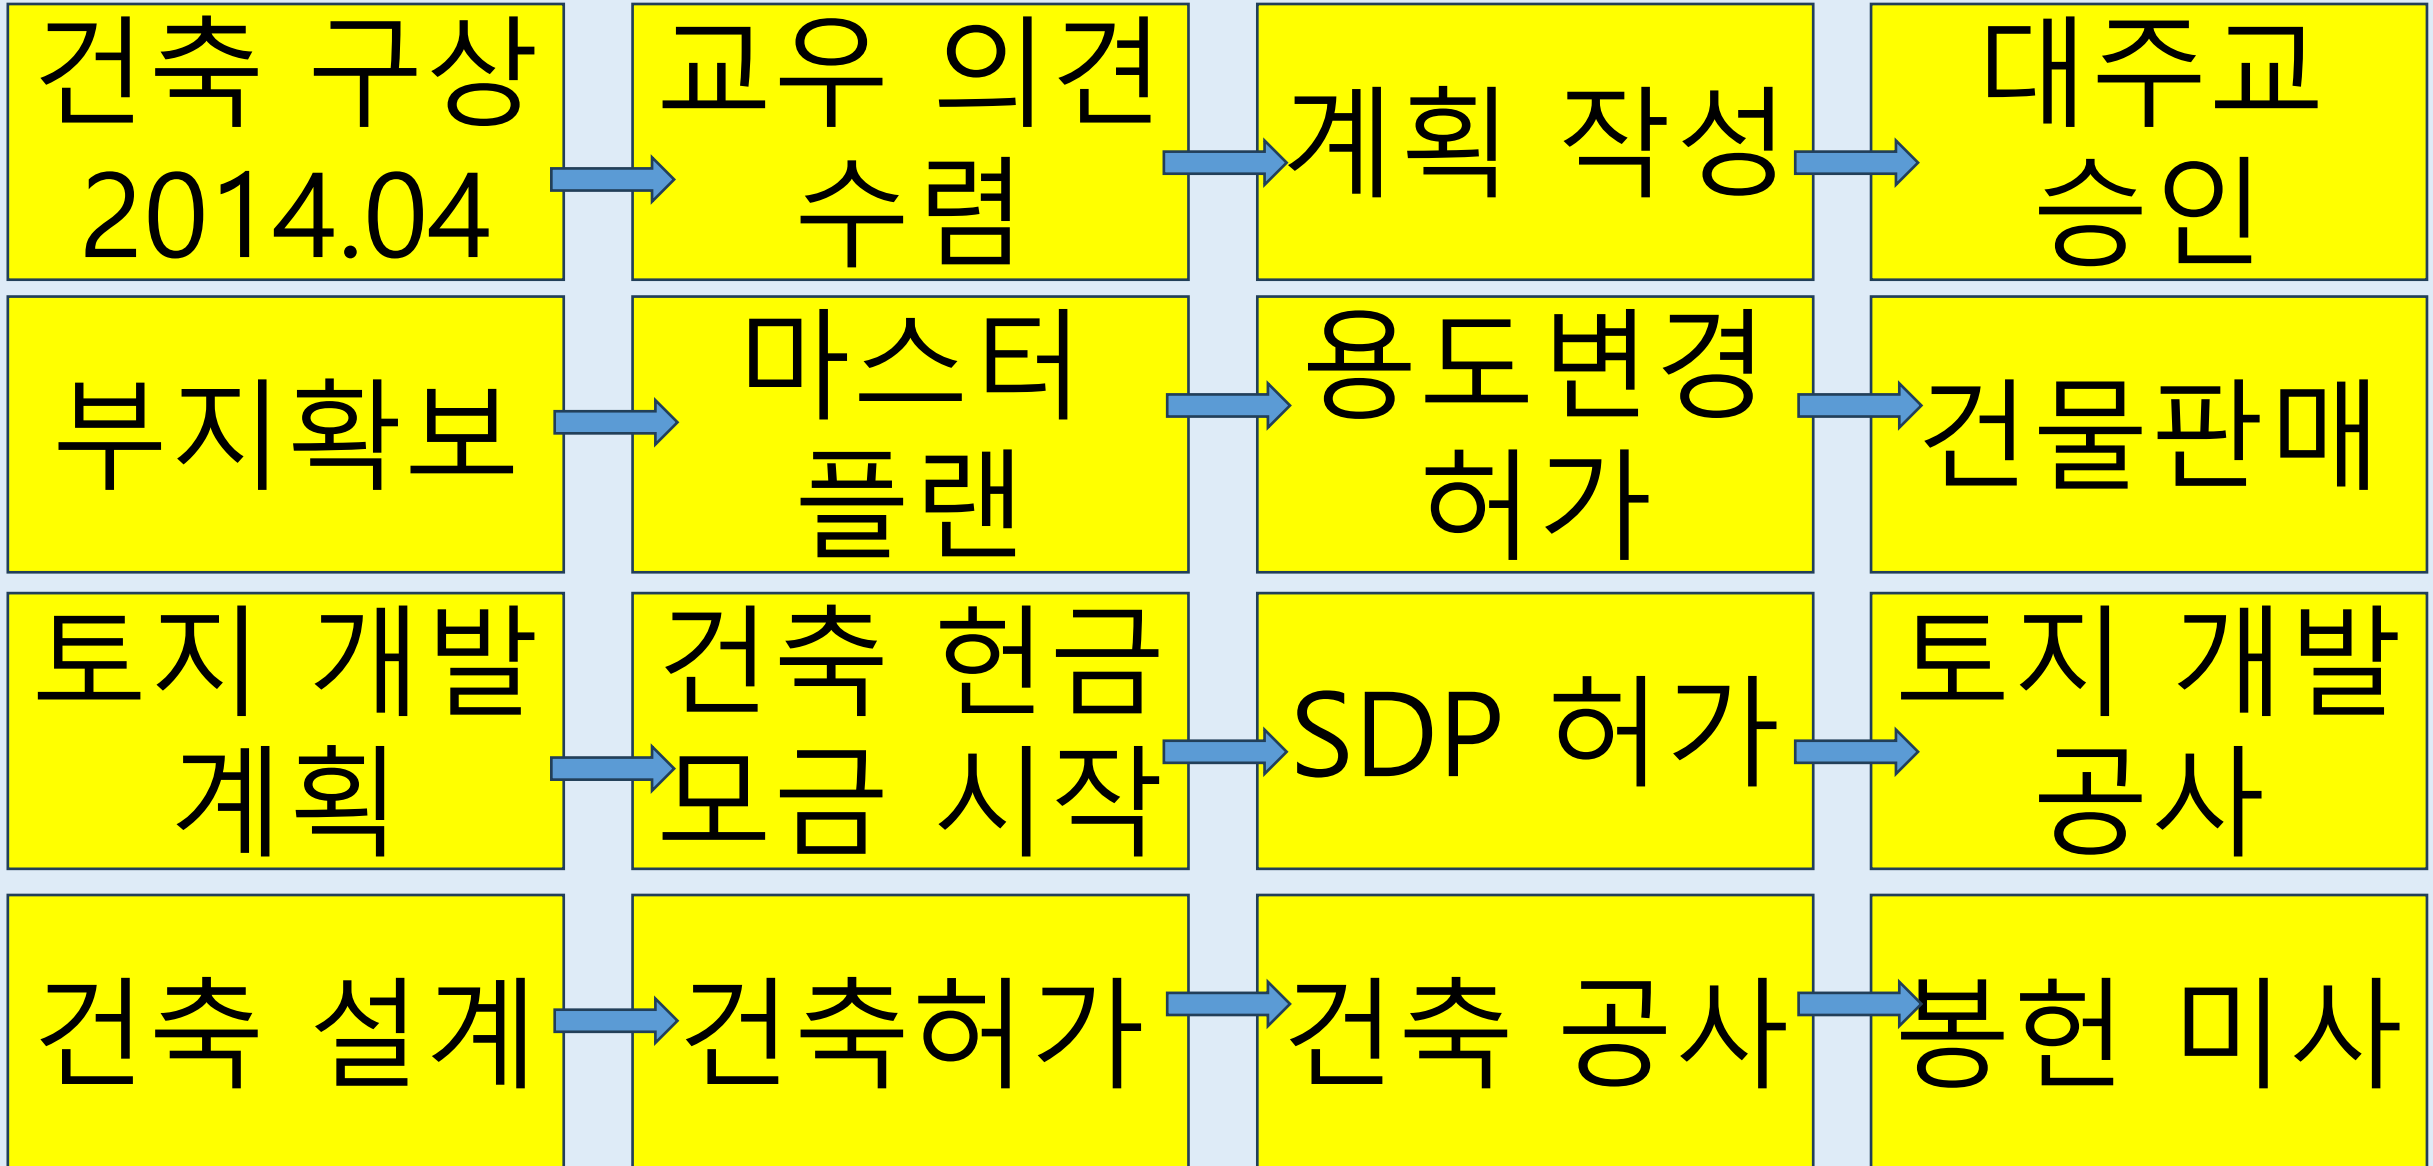 건축 구상
2014.04
교우 의견
수렴
계획 작성
대주교
승인
부지확보
마스터
플랜
용도변경
허가
건물판매
토지 개발
계획
건축 헌금
모금 시작
SDP 허가
토지 개발
공사
건축 설계
건축허가
건축 공사
봉헌 미사